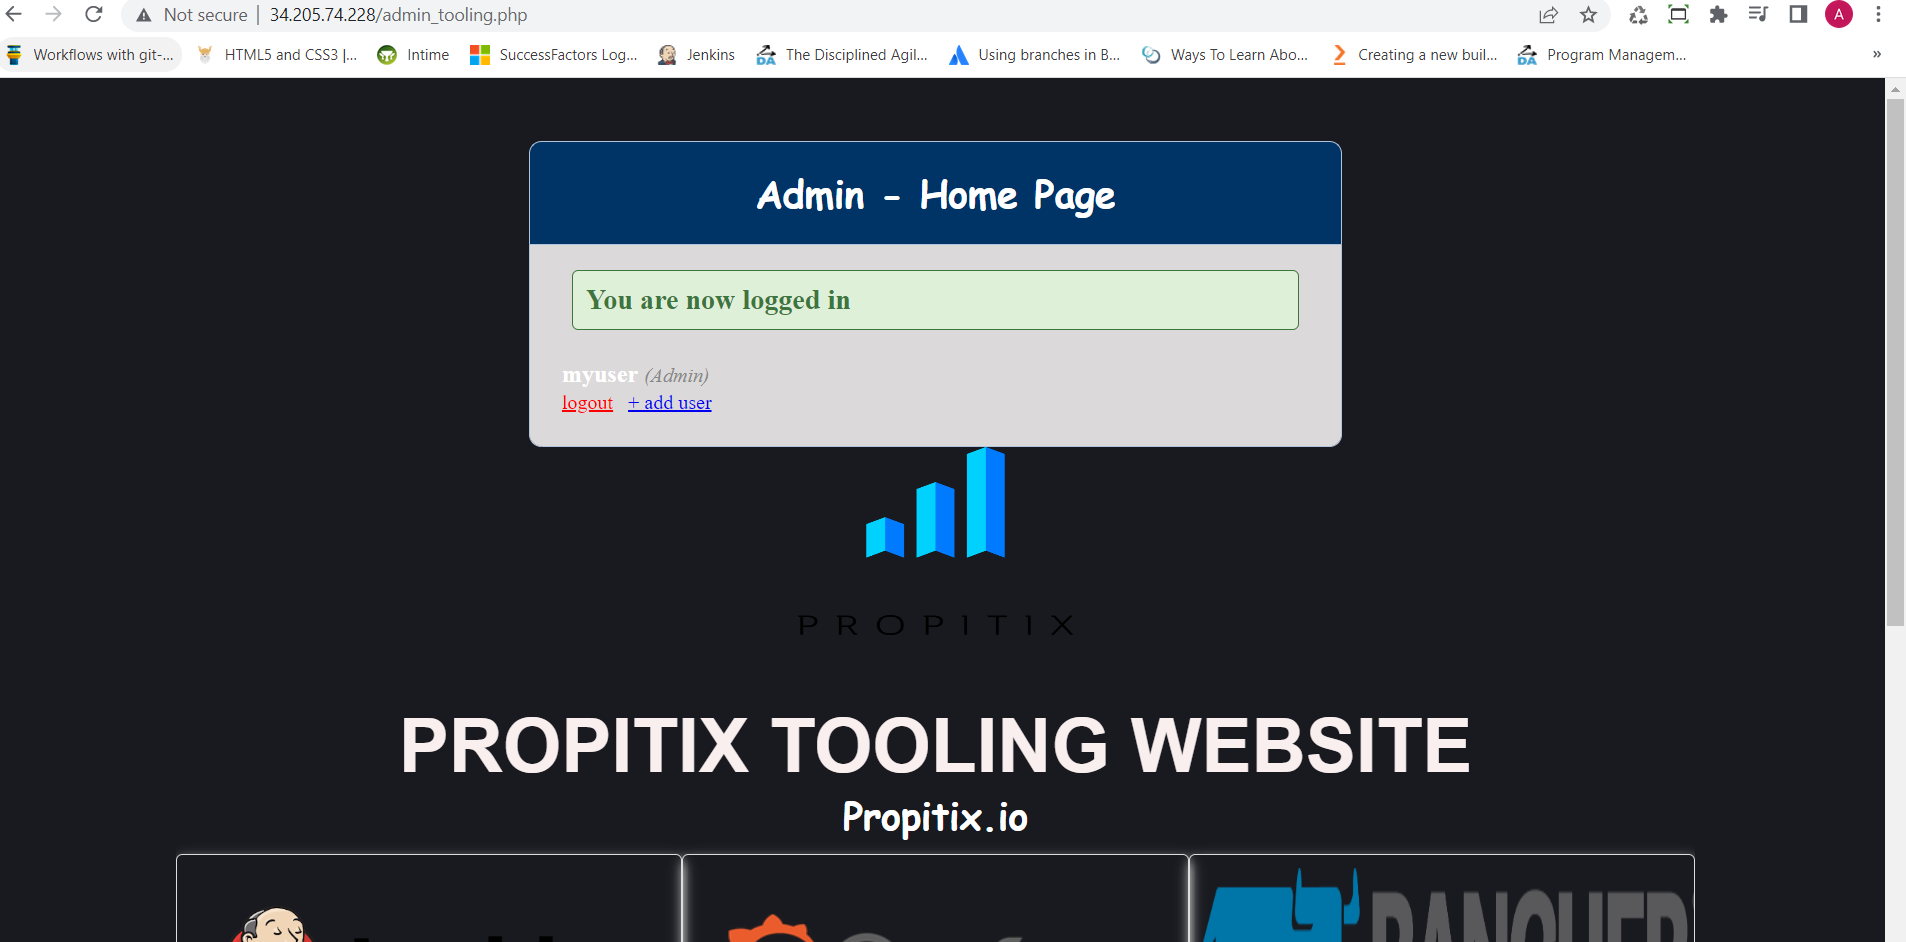 Not secure | 34.205.74.228/admin_tooling.php
A
Workflows with git-... HTML5 and CSS3 |... Intime SuccessFactors Log... Jenkins The Disciplined Agil... Using branches in B... Ways To Learn Abo... Creating a new buil... Program Managem... »
Admin - Home Page
You are now logged in
myuser (Admin)
logout + add user
PROPITIX
PROPITIX TOOLING WEBSITE
Propitix.io